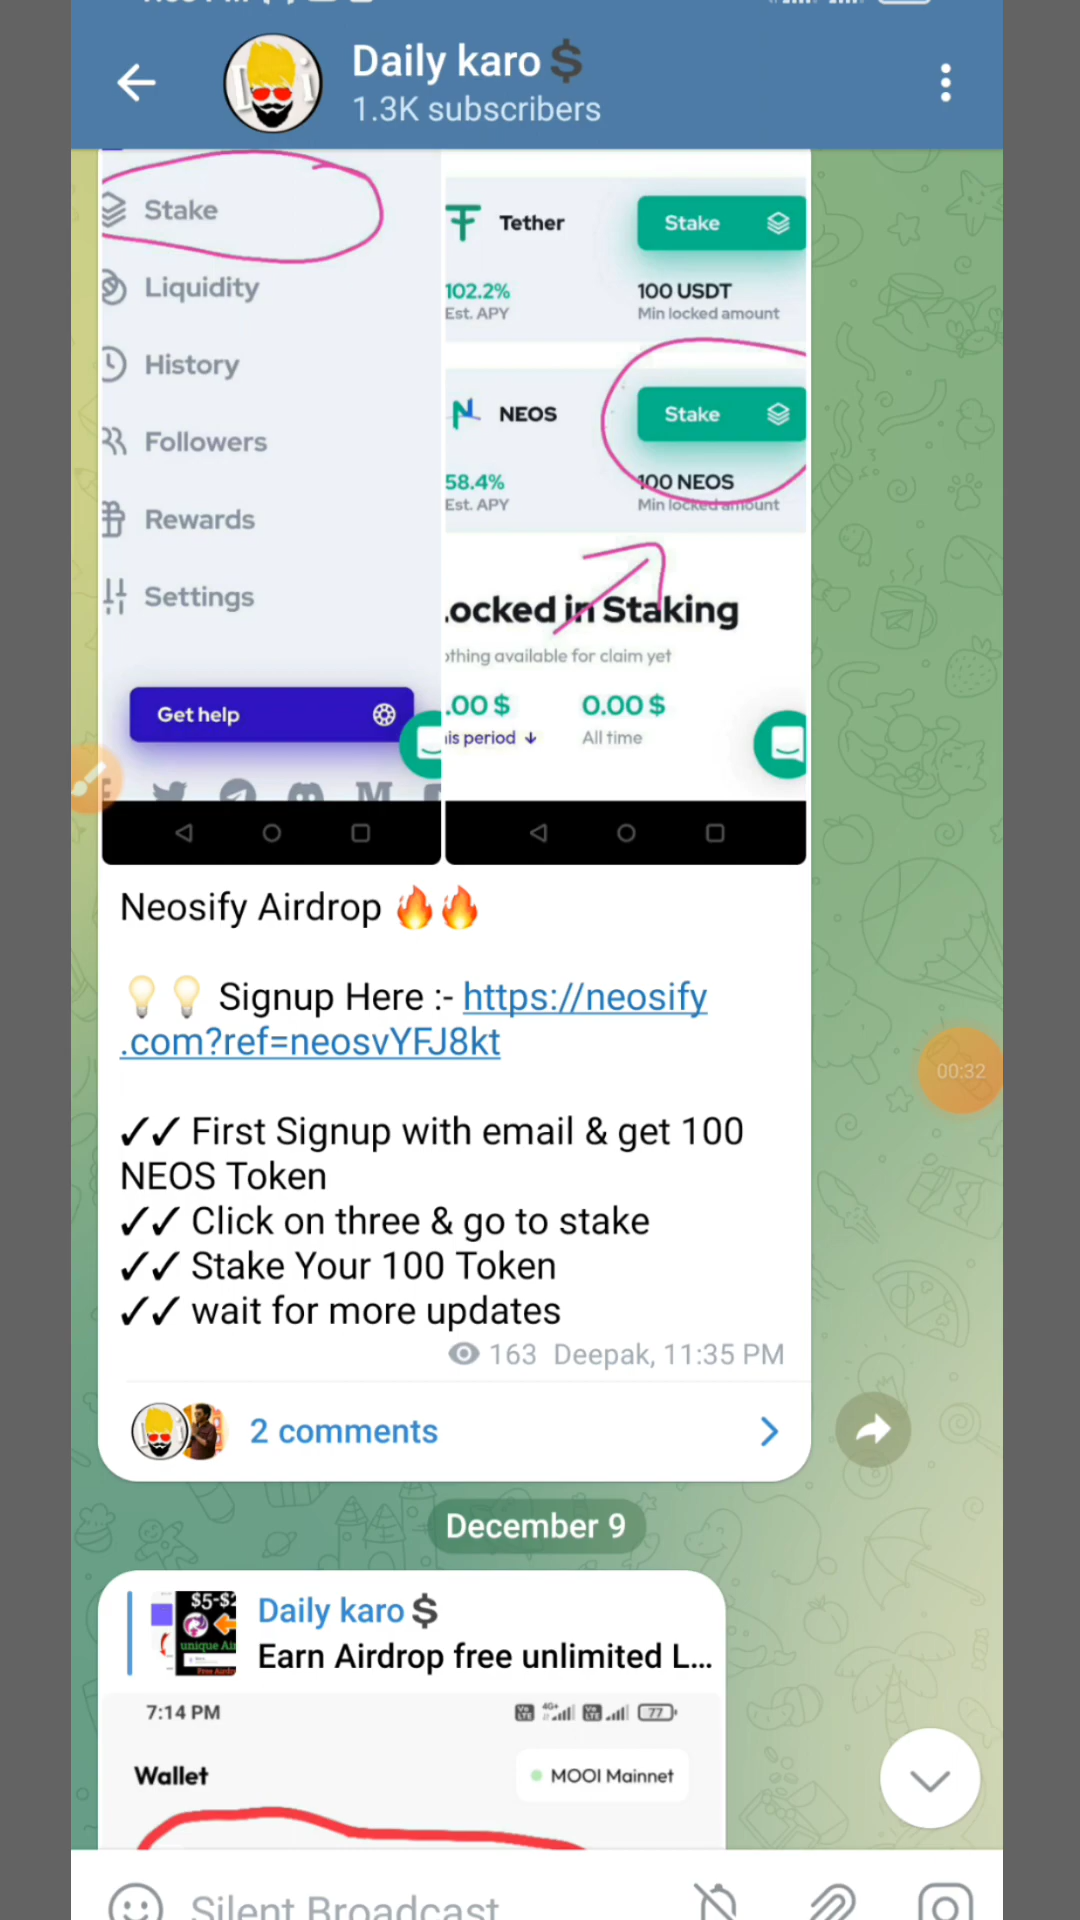 Daily karo
1.3K subscribers
Stake
Liquidity
History
Followers
Rewards
Settings
Get help
Tether
Stake
102.2%
100 USDT
Est. APY
Min locked amount
NEOS
Stake
58.4%
100 NEOS
Est. APY
Min locked amount
ocked in Staking
thing available for claim yet
.00 $
0.00 $
is period ↓
All time
Neosify Airdrop 🔥🔥
💡💡 Signup Here :- https://neosify
.com?ref=neosvYFJ8kt
✓✓ First Signup with email & get 100
NEOS Token
✓✓ Click on three & go to stake
✓✓ Stake Your 100 Token
✓✓ wait for more updates
163 Deepak, 11:35 PM
2 comments
00:32
December 9
$5-$
unique Ai
Daily karo
Earn Airdrop free unlimited L...
7:14 PM
77
Wallet
MOOI Mainnet
Silent Broadcast